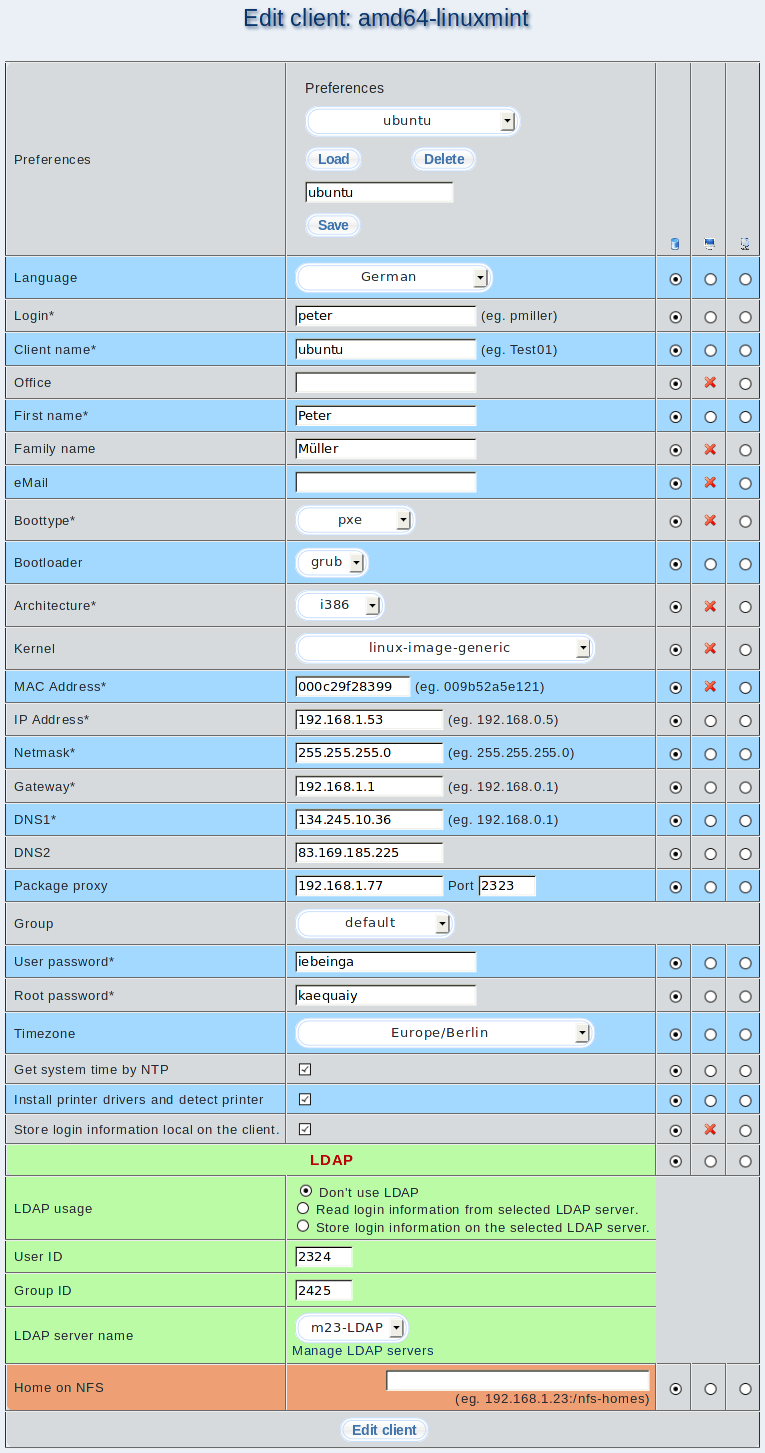 Edit client: amd64-linuxmint
Preferences
Preferences
ubuntu
Load Delete
ubuntu
Save
Language German
Login* peter (eg. pmiller)
Client name* ubuntu (eg. Test01)
Office
First name* Peter
Family name Müller
eMail
Boottype* pxe
Bootloader grub
Architecture* i386
Kernel linux-image-generic
MAC Address* 000c29f28399 (eg. 009b52a5e121)
IP Address* 192.168.1.53 (eg. 192.168.0.5)
Netmask* 255.255.255.0 (eg. 255.255.255.0)
Gateway* 192.168.1.1 (eg. 192.168.0.1)
DNS1* 134.245.10.36 (eg. 192.168.0.1)
DNS2 83.169.185.225
Package proxy 192.168.1.77 Port 2323
Group default
User password* iebeinga
Root password* kaequaiy
Timezone Europe/Berlin
Get system time by NTP
Install printer drivers and detect printer
Store login information local on the client.
LDAP
LDAP usage
Don't use LDAP
Read login information from selected LDAP server.
Store login information on the selected LDAP server.
User ID 2324
Group ID 2425
LDAP server name m23-LDAP
Manage LDAP servers
Home on NFS
(eg. 192.168.1.23:/nfs-homes)
Edit client